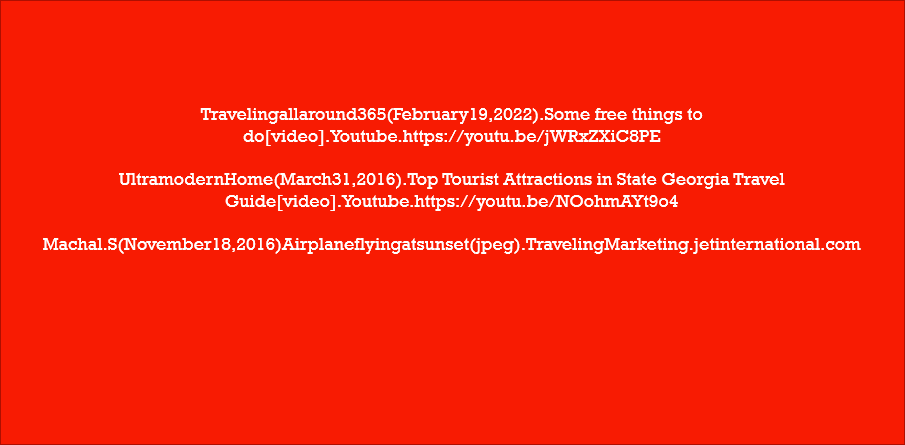 Travelingallaround365(February19,2022).Some free things to
do[video].Youtube.https://youtu.be/jWRxZXiC8PE
UltramodernHome(March31,2016).Top Tourist Attractions in State Georgia Travel
Guide[video].Youtube.https://youtu.be/NOohmAYt9o4
Machal.S(November18,2016)Airplaneflyingatsunset(jpeg).TravelingMarketing.jetinternational.com